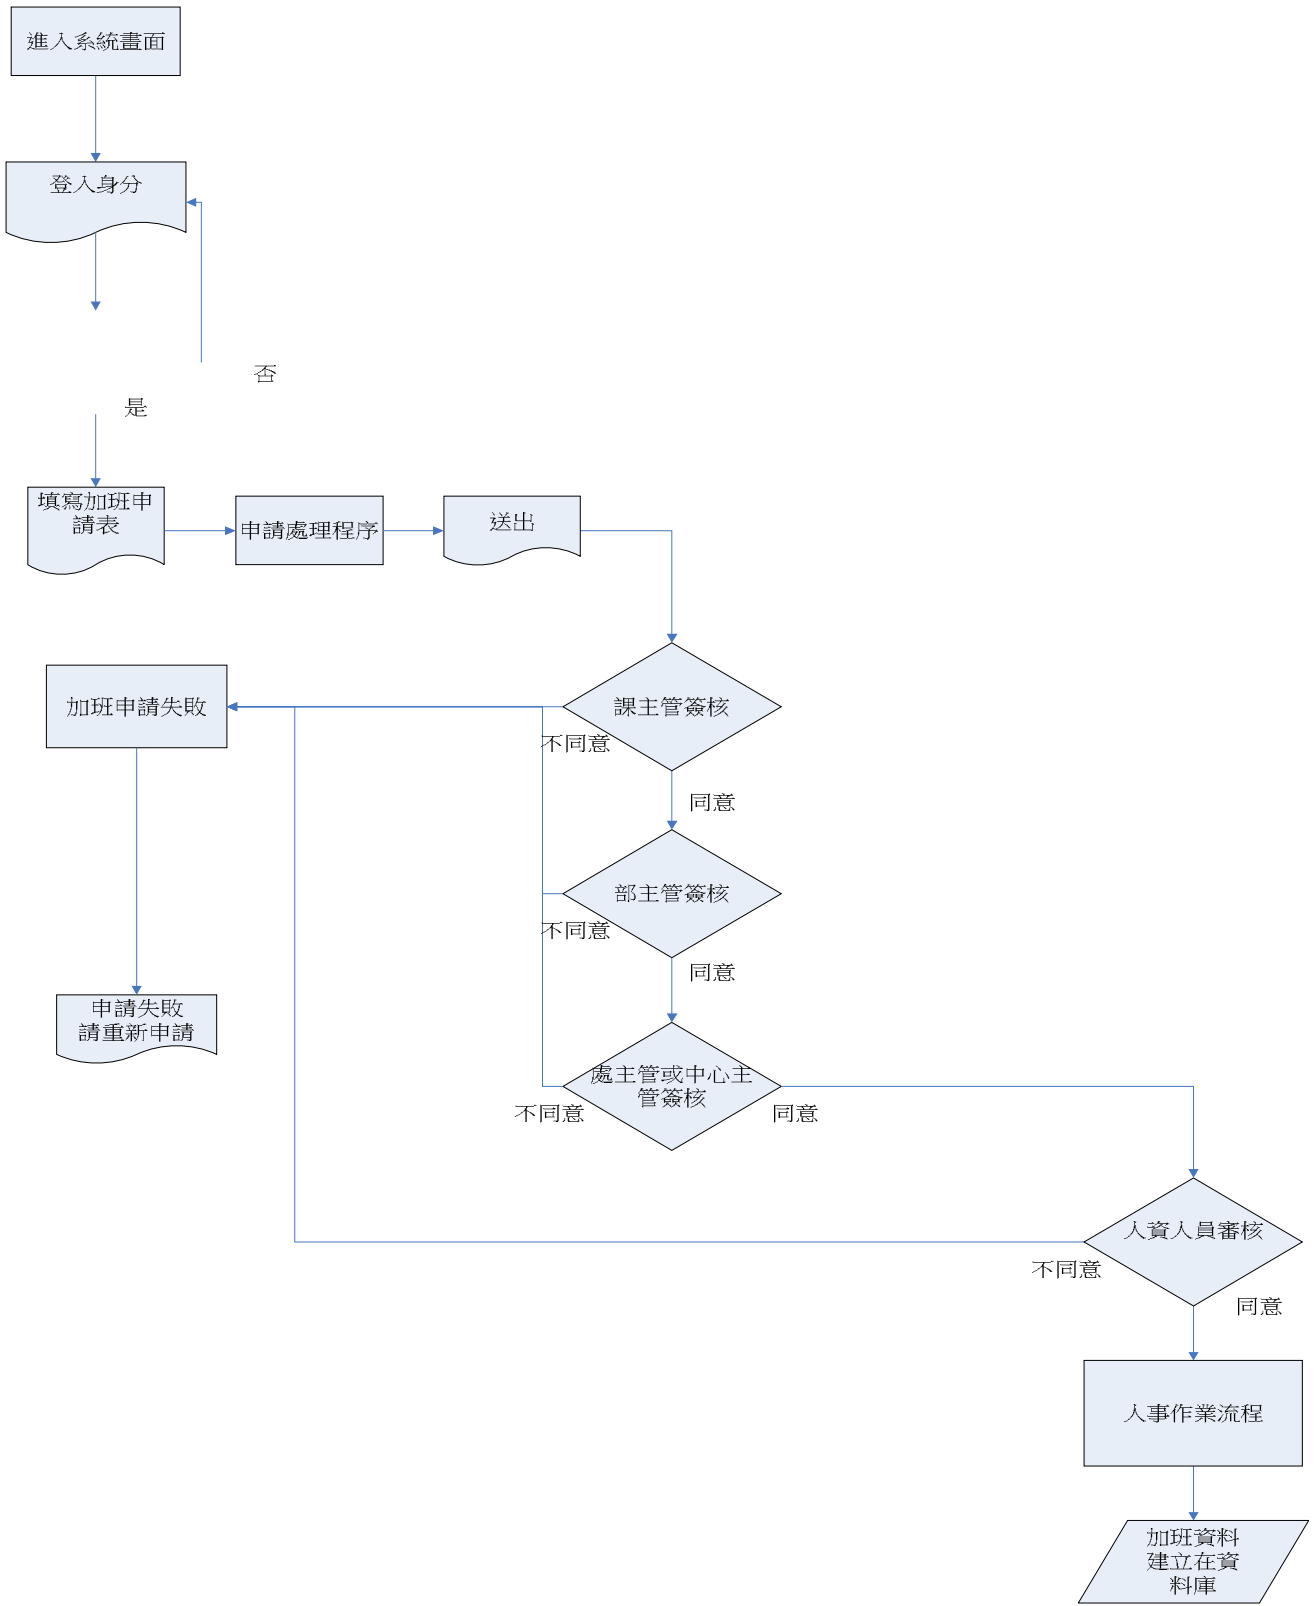 進入系統畫面
登入身分
否
是
填寫加班申
請表
申請處理程序
送出
加班申請失敗
課主管簽核
不同意
同意
部主管簽核
不同意
同意
申請失敗
請重新申請
處主管或中心主
管簽核
不同意
同意
人資人員審核
不同意
同意
人事作業流程
加班資料
建立在資
料庫